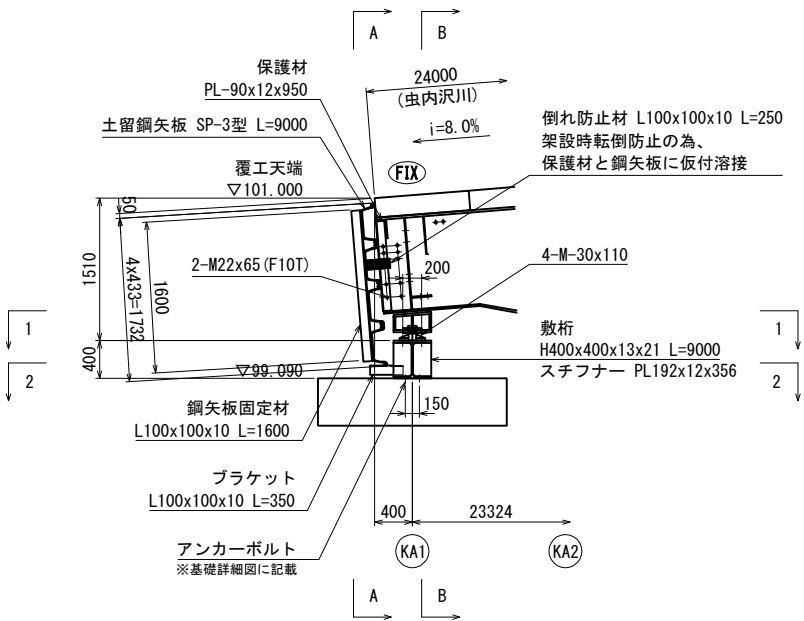 A
B
保護材
PL-90x12x950
24000
(虫内沢川)
土留鋼矢板 SP-3型 L=9000
i=8.0%
倒れ防止材 L100x100x10 L=250
架設時転倒防止の為、
保護材と鋼矢板に仮付溶接
覆工天端
▽101.000
FIX
50
1510
4x433=1732
1600
2-M22x65(F10T)
200
4-M-30x110
1
1
敷桁
H400x400x13x21 L=9000
スチフナー PL192x12x356
400
2
2
▽99.090
鋼矢板固定材
L100x100x10 L=1600
150
ブラケット
L100x100x10 L=350
400
23324
アンカーボルト
※基礎詳細図に記載
KA1
KA2
A
B